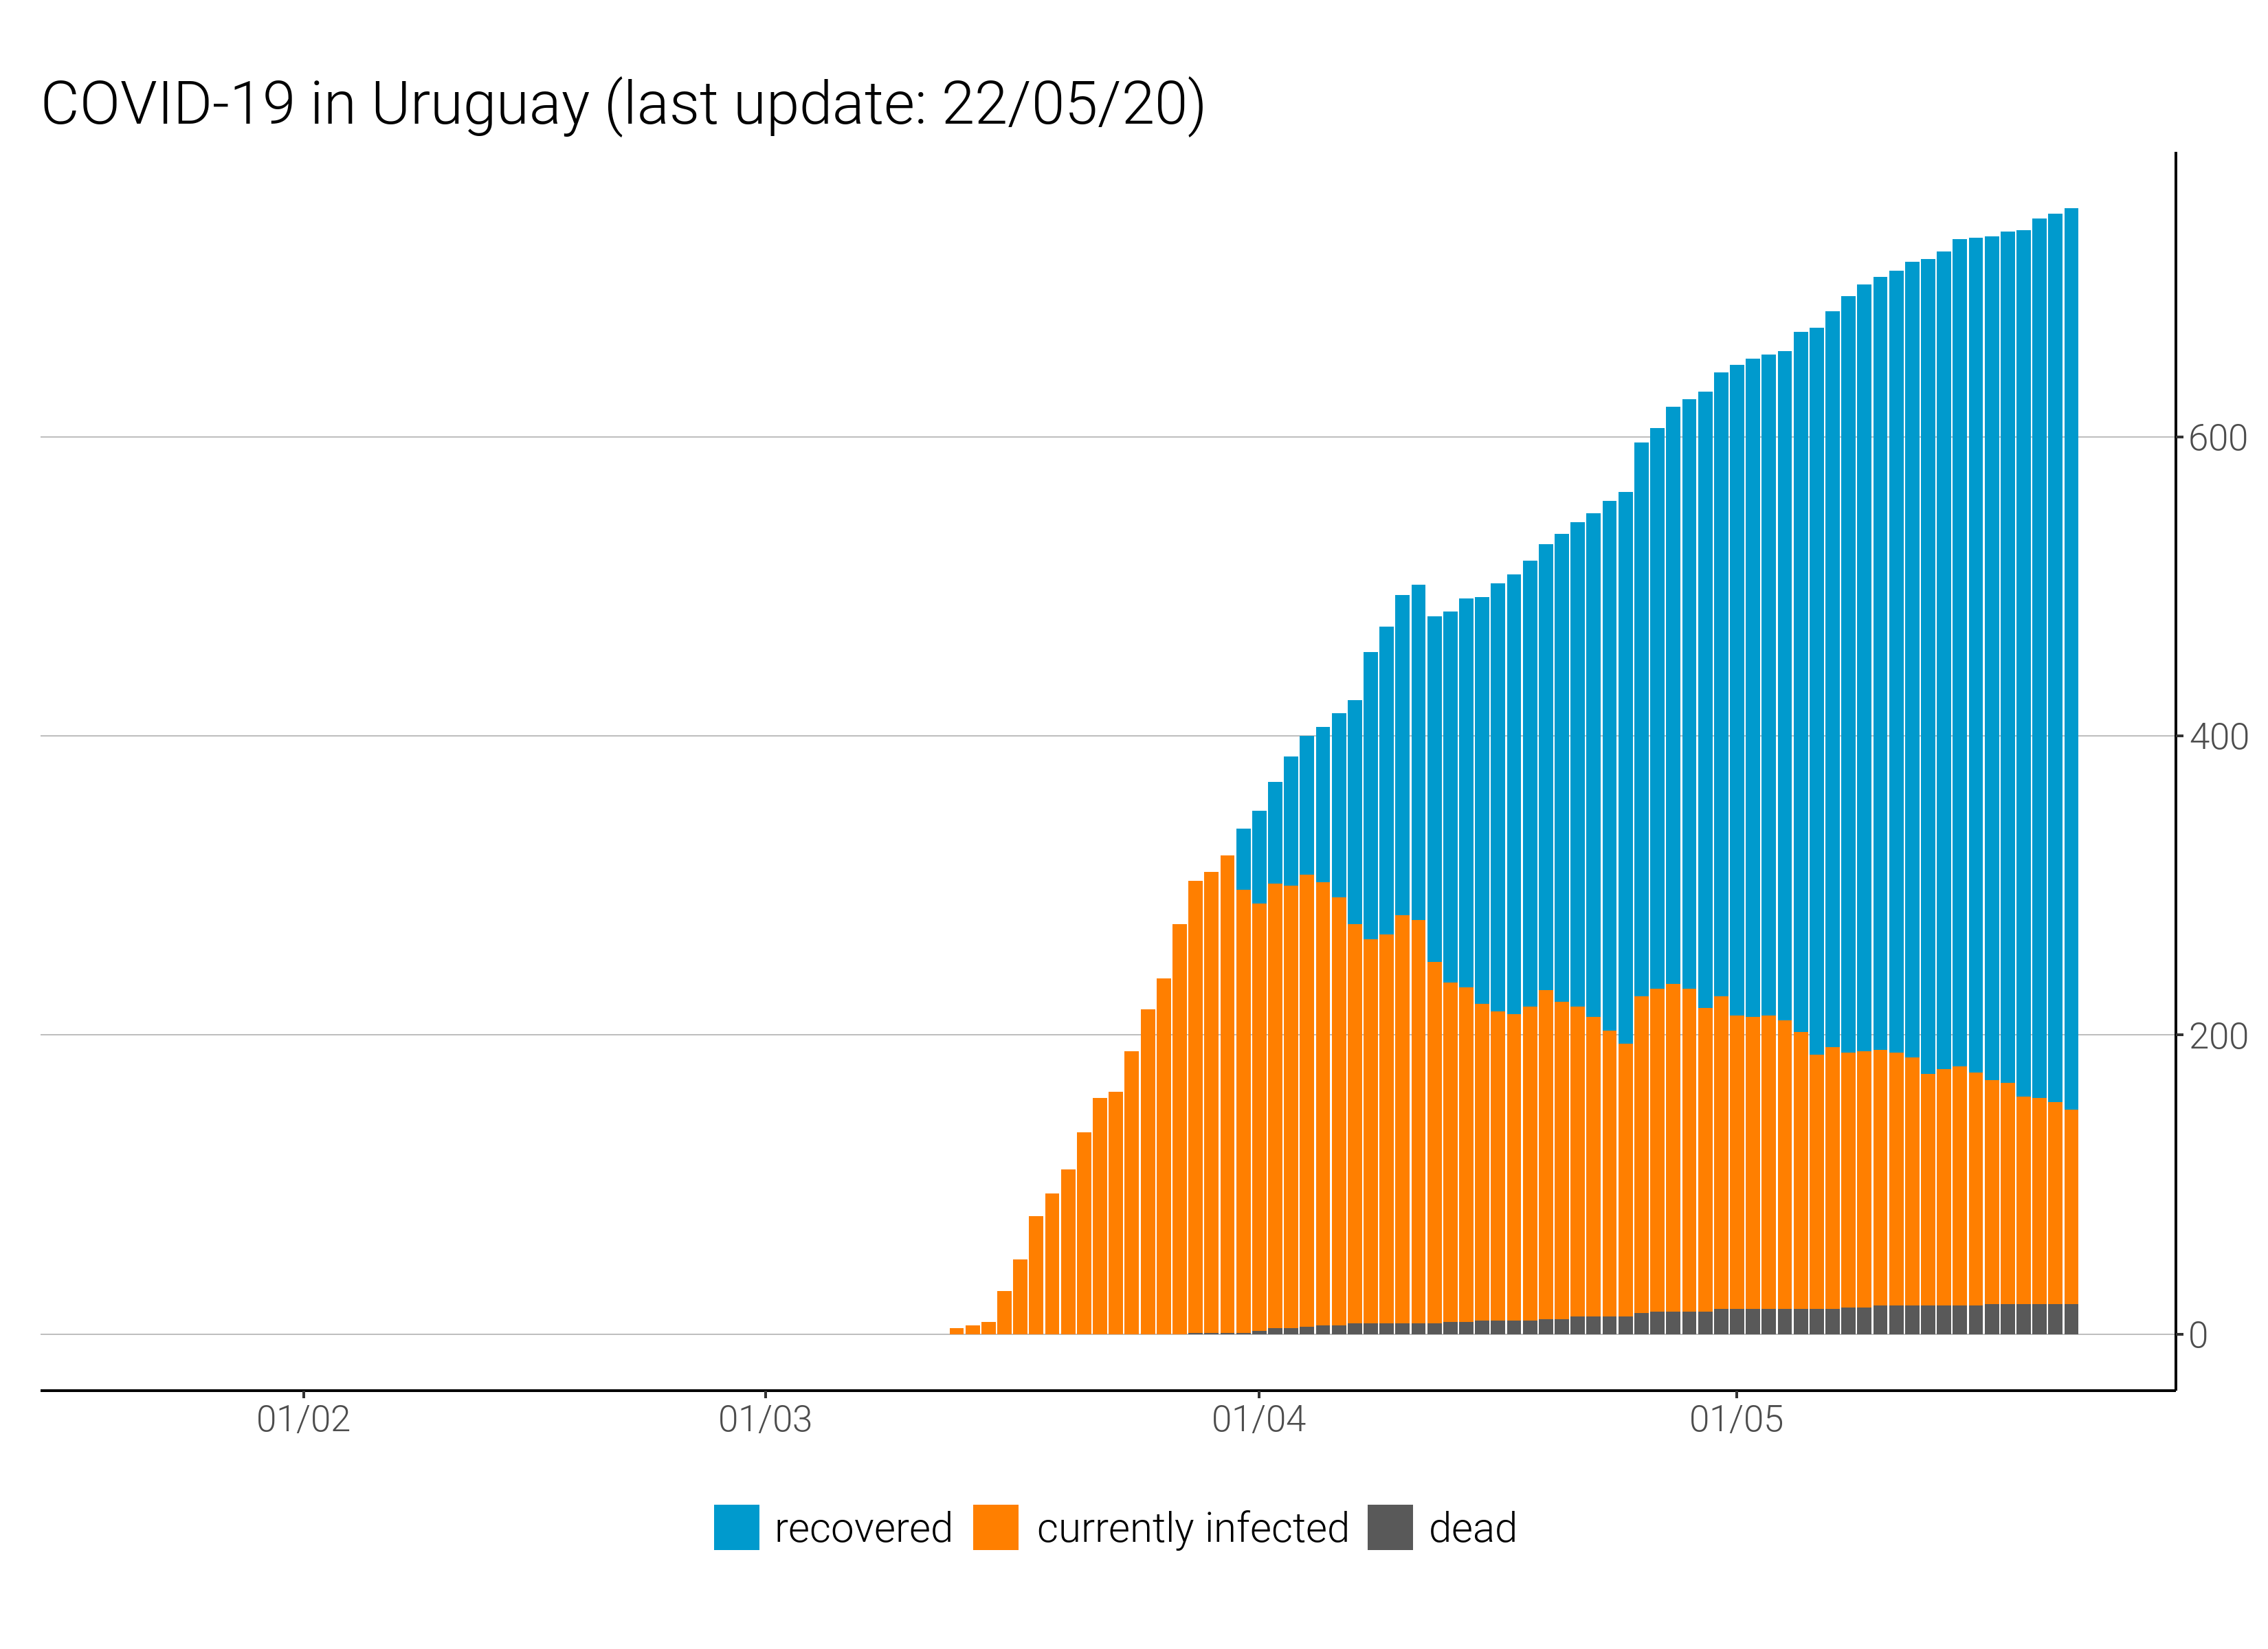 COVID-19 in Uruguay (last update: 22/05/20)
600
400
200
0
01/02 01/03 01/04 01/05
recovered currently infected dead